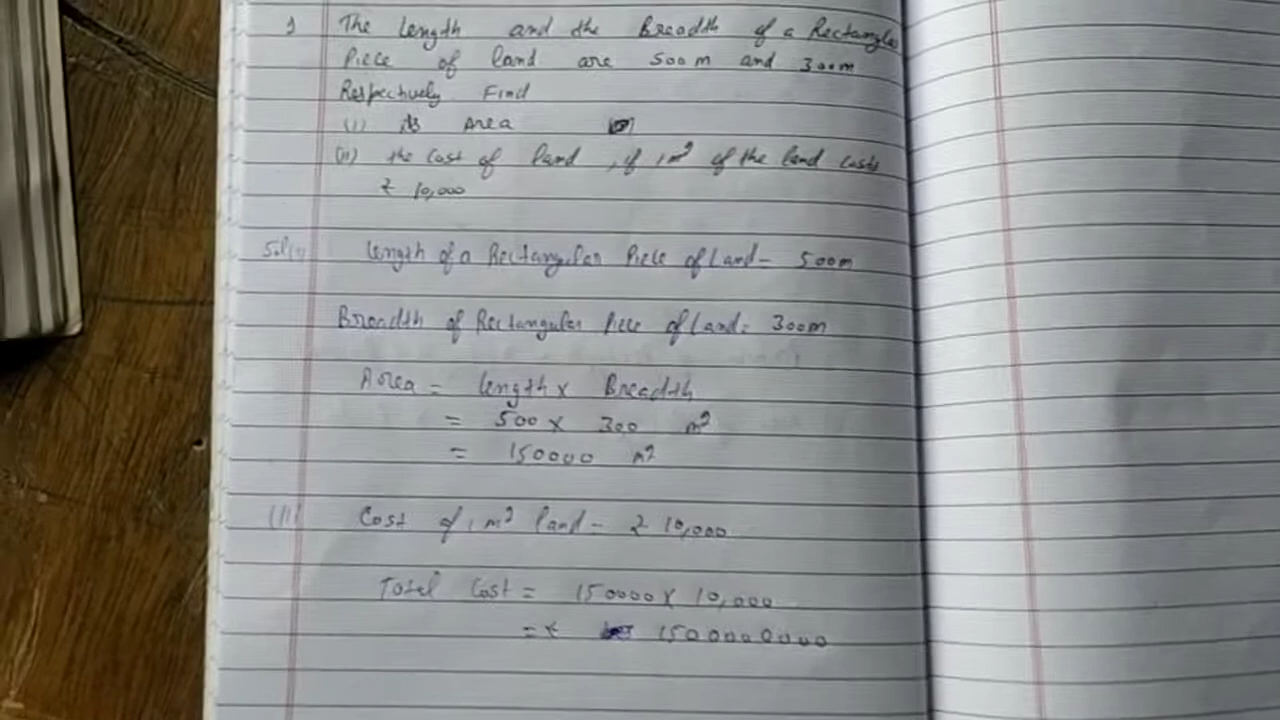 1 The Length and the Breadth of a Rectangle
Piece of land are 500m and 300m
Respectively Find
(i) its Area
(ii) the Cost of land, if 1m² of the land costs
₹ 10,000
Sol(i) Length of a Rectangular Piece of Land - 500m
Breadth of Rectangular Piece of Land = 300m
Area = Length x Breadth
= 500 x 300 m²
= 150000 m²
(ii) Cost of 1 m² land - ₹ 10,000
Total Cost = 150000 x 10,000
= ₹ 1500000000